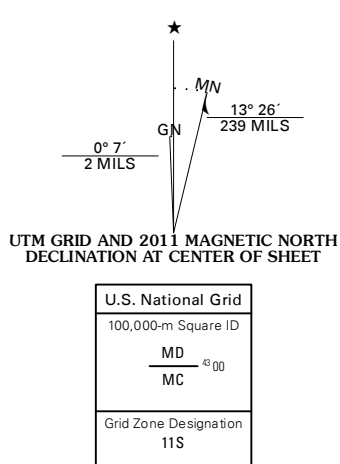 ★
MN
GN
13° 26´
239 MILS
0° 7´
2 MILS
UTM GRID AND 2011 MAGNETIC NORTH
DECLINATION AT CENTER OF SHEET
U.S. National Grid
100,000-m Square ID
MD
43 00
MC
Grid Zone Designation
11S